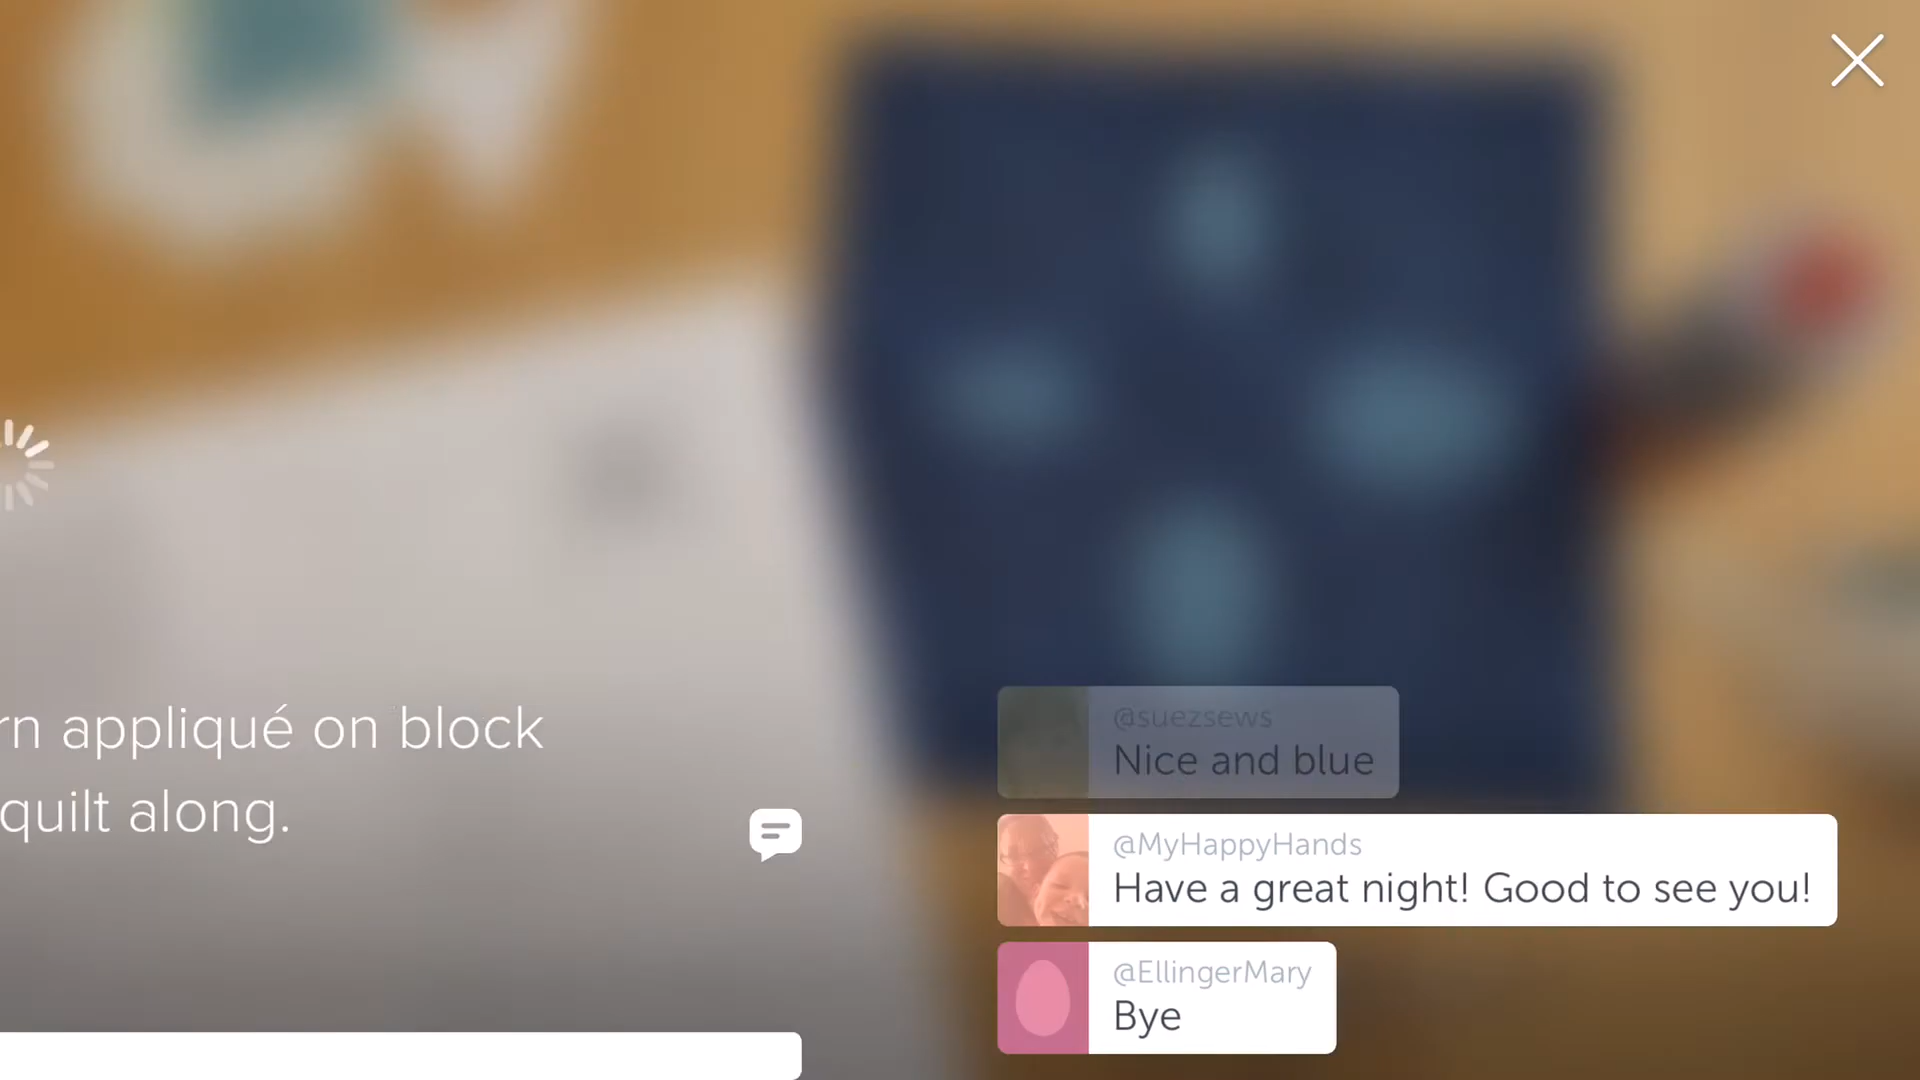 rn appliqué on block
quilt along.
@suezsews
Nice and blue
@MyHappyHands
Have a great night! Good to see you!
@EllingerMary
Bye